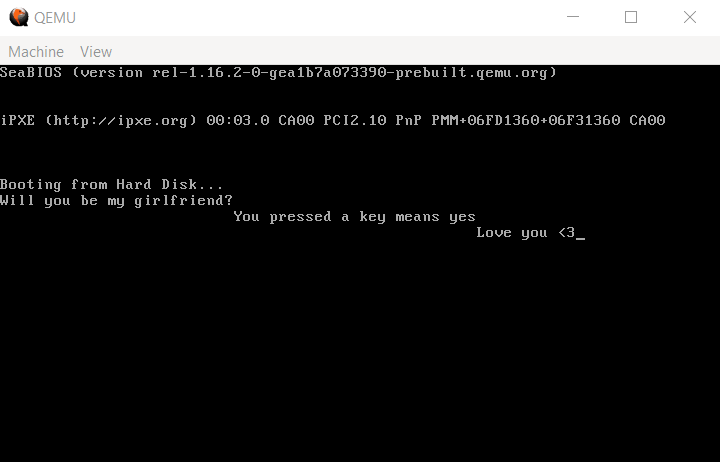 QEMU
Machine View
SeaBIOS (version rel-1.16.2-0-gea1b7a073390-prebuilt.qemu.org)
iPXE (http://ipxe.org) 00:03.0 CA00 PCI2.10 PnP PMM+06FD1360+06F31360 CA00
Booting from Hard Disk...
Will you be my girlfriend?
You pressed a key means yes
Love you <3_